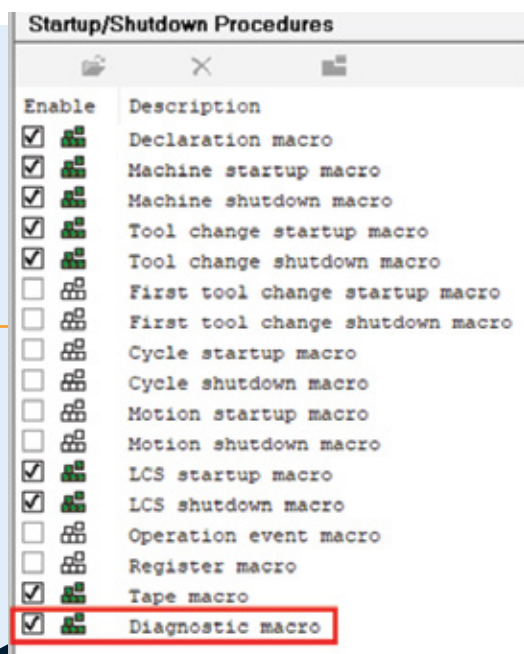 Startup/Shutdown Procedures
Enable Description
Declaration macro
Machine startup macro
Machine shutdown macro
Tool change startup macro
Tool change shutdown macro
First tool change startup macro
First tool change shutdown macro
Cycle startup macro
Cycle shutdown macro
Motion startup macro
Motion shutdown macro
LCS startup macro
LCS shutdown macro
Operation event macro
Register macro
Tape macro
Diagnostic macro